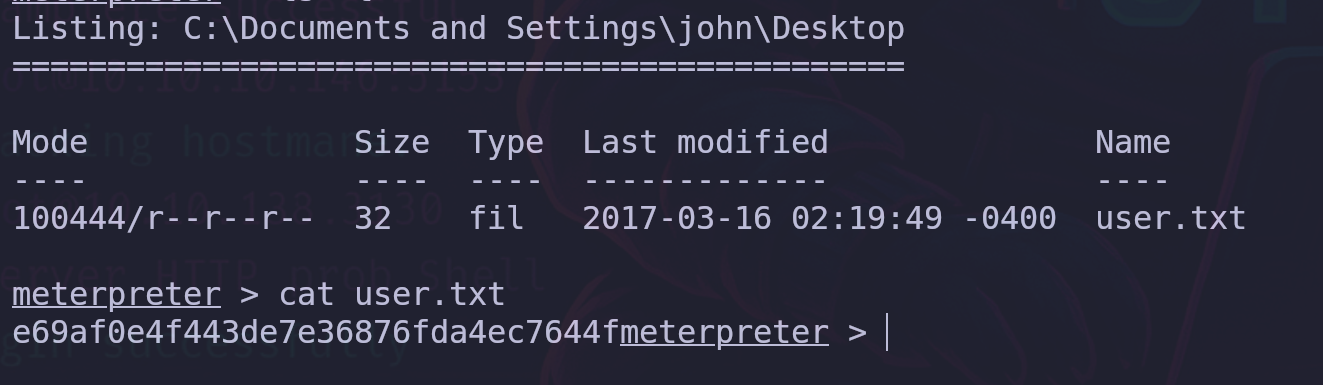 Listing: C:\Documents and Settings\john\Desktop
===============================================
Mode Size Type Last modified Name
---- ---- ---- ------------- ----
100444/r--r--r-- 32 fil 2017-03-16 02:19:49 -0400 user.txt
meterpreter > cat user.txt
e69af0e4f443de7e36876fda4ec7644fmeterpreter >